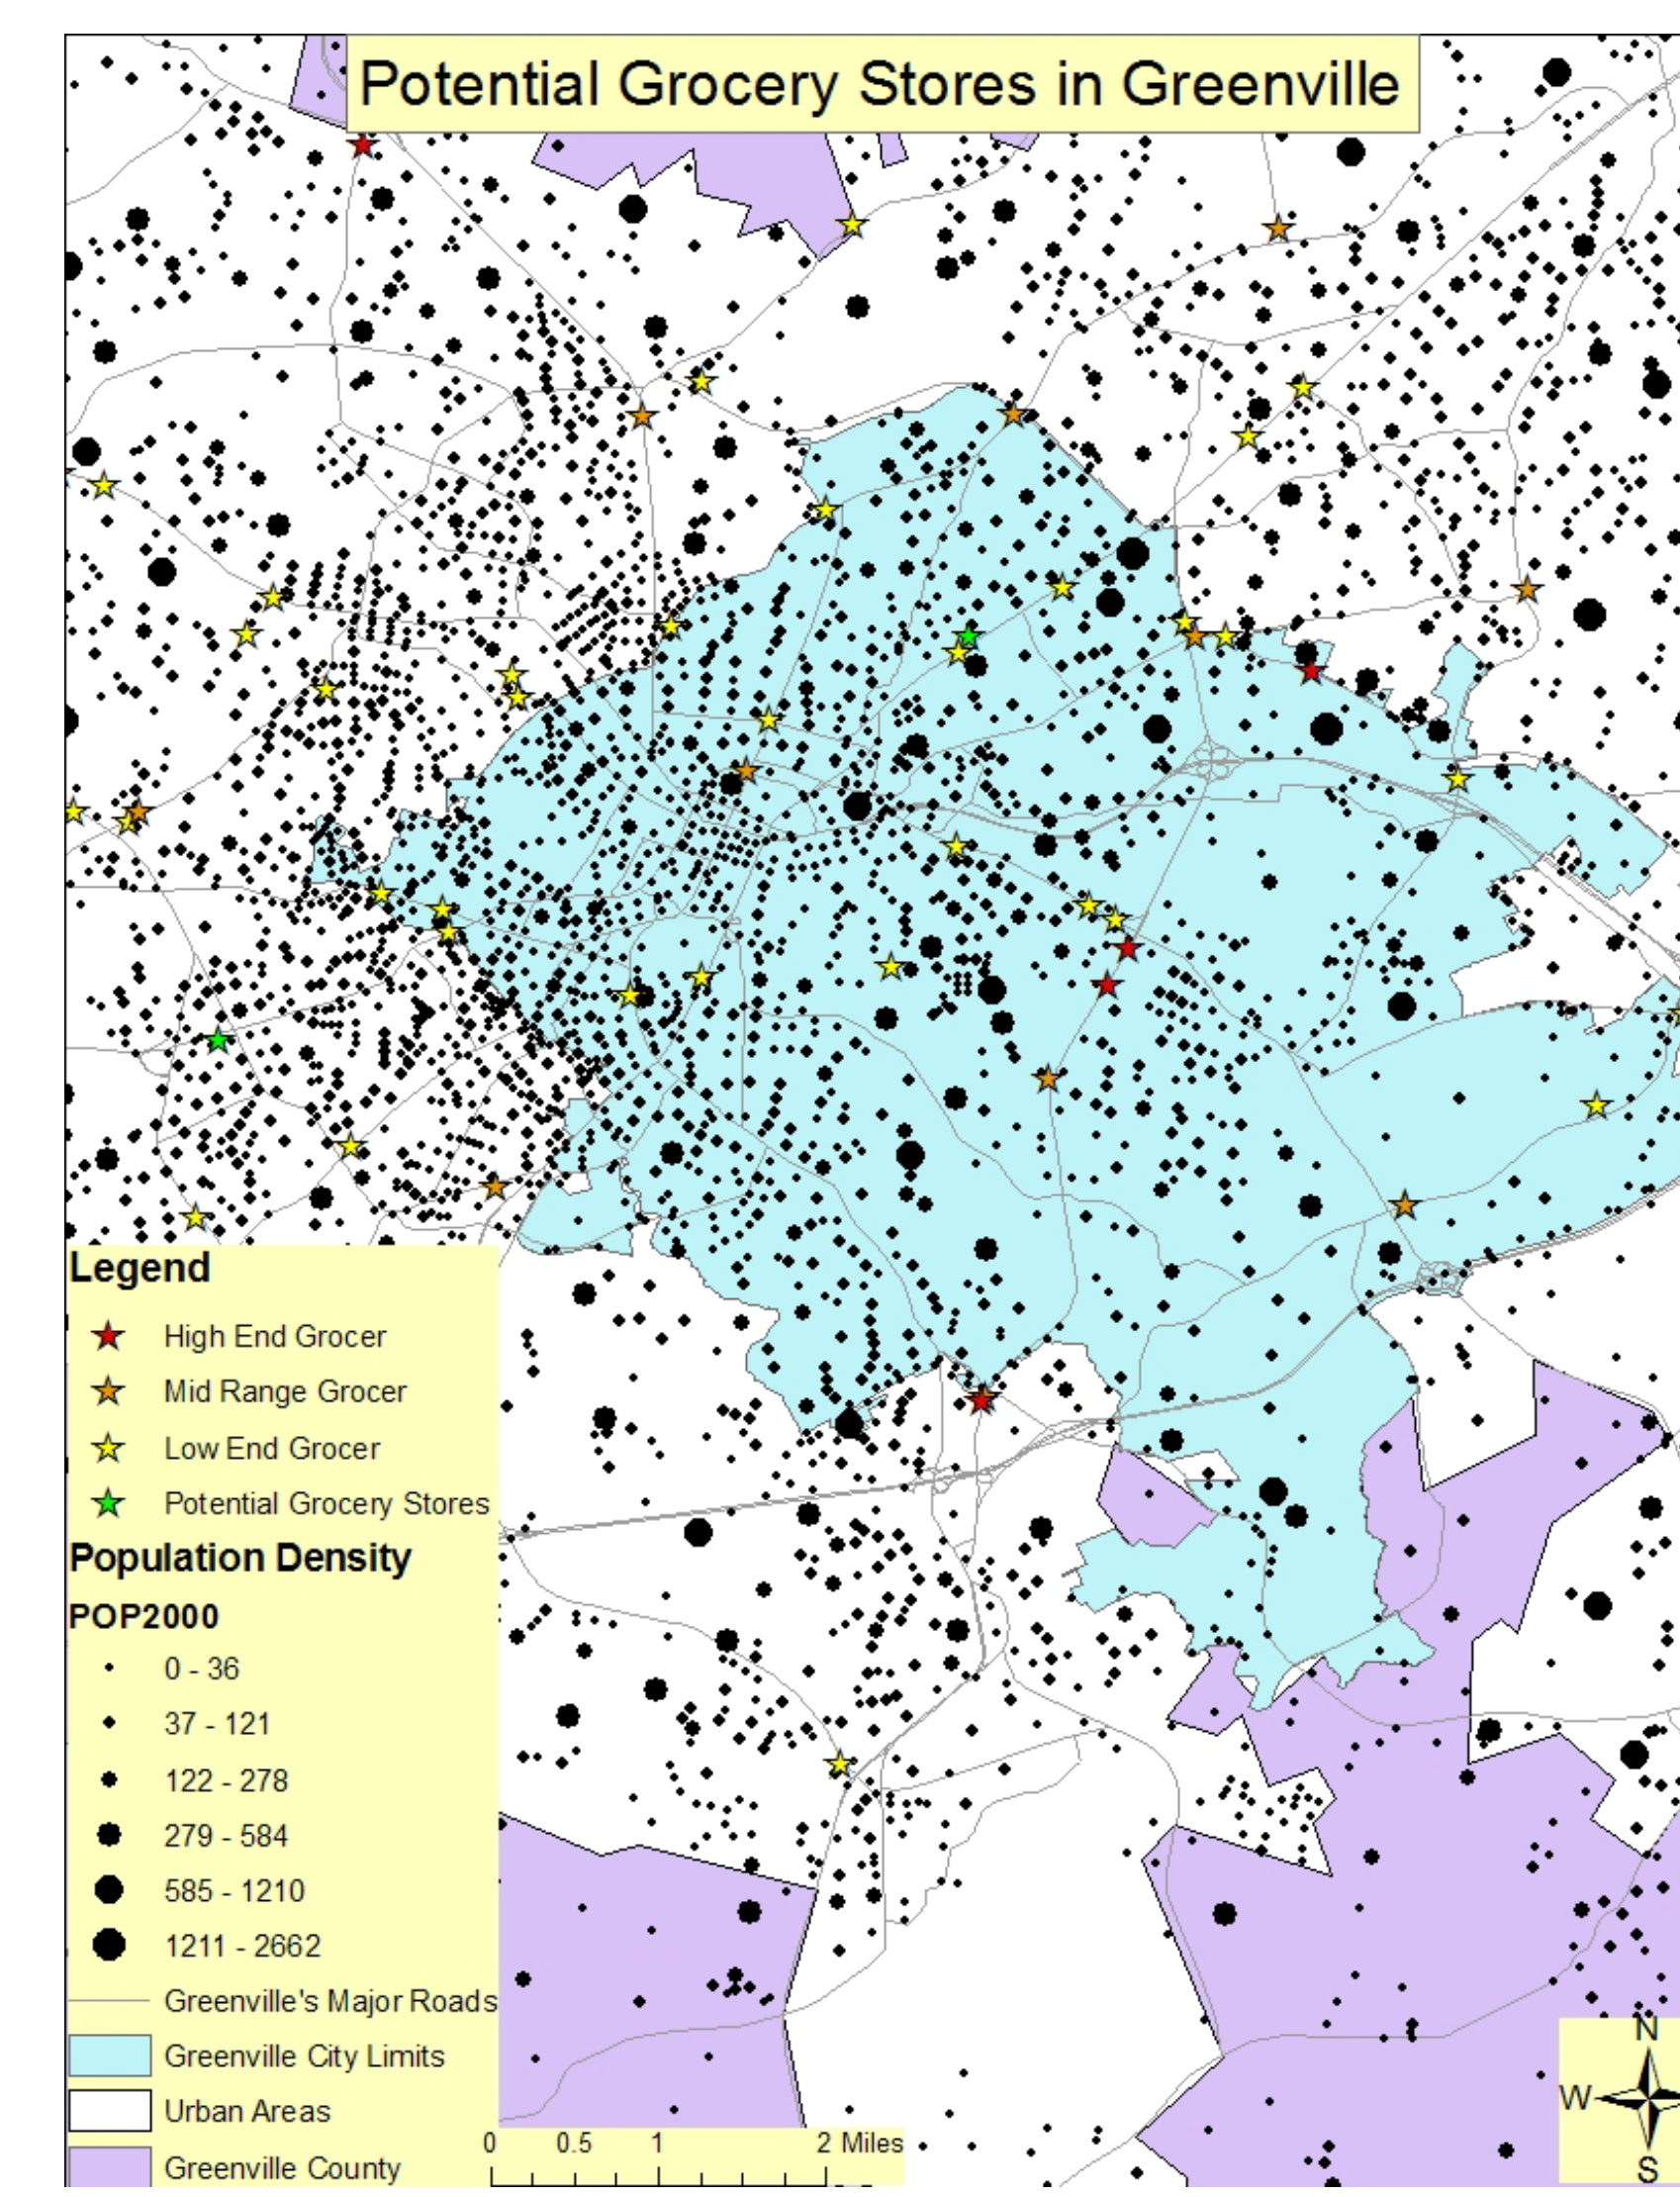 Potential Grocery Stores in Greenville
Legend
High End Grocer
Mid Range Grocer
Low End Grocer
Potential Grocery Stores
Population Density
POP2000
0 - 36
37 - 121
122 - 278
279 - 584
585 - 1210
1211 - 2662
Greenville's Major Roads
Greenville City Limits
Urban Areas
Greenville County
0 0.5 1 2 Miles
N
W
S